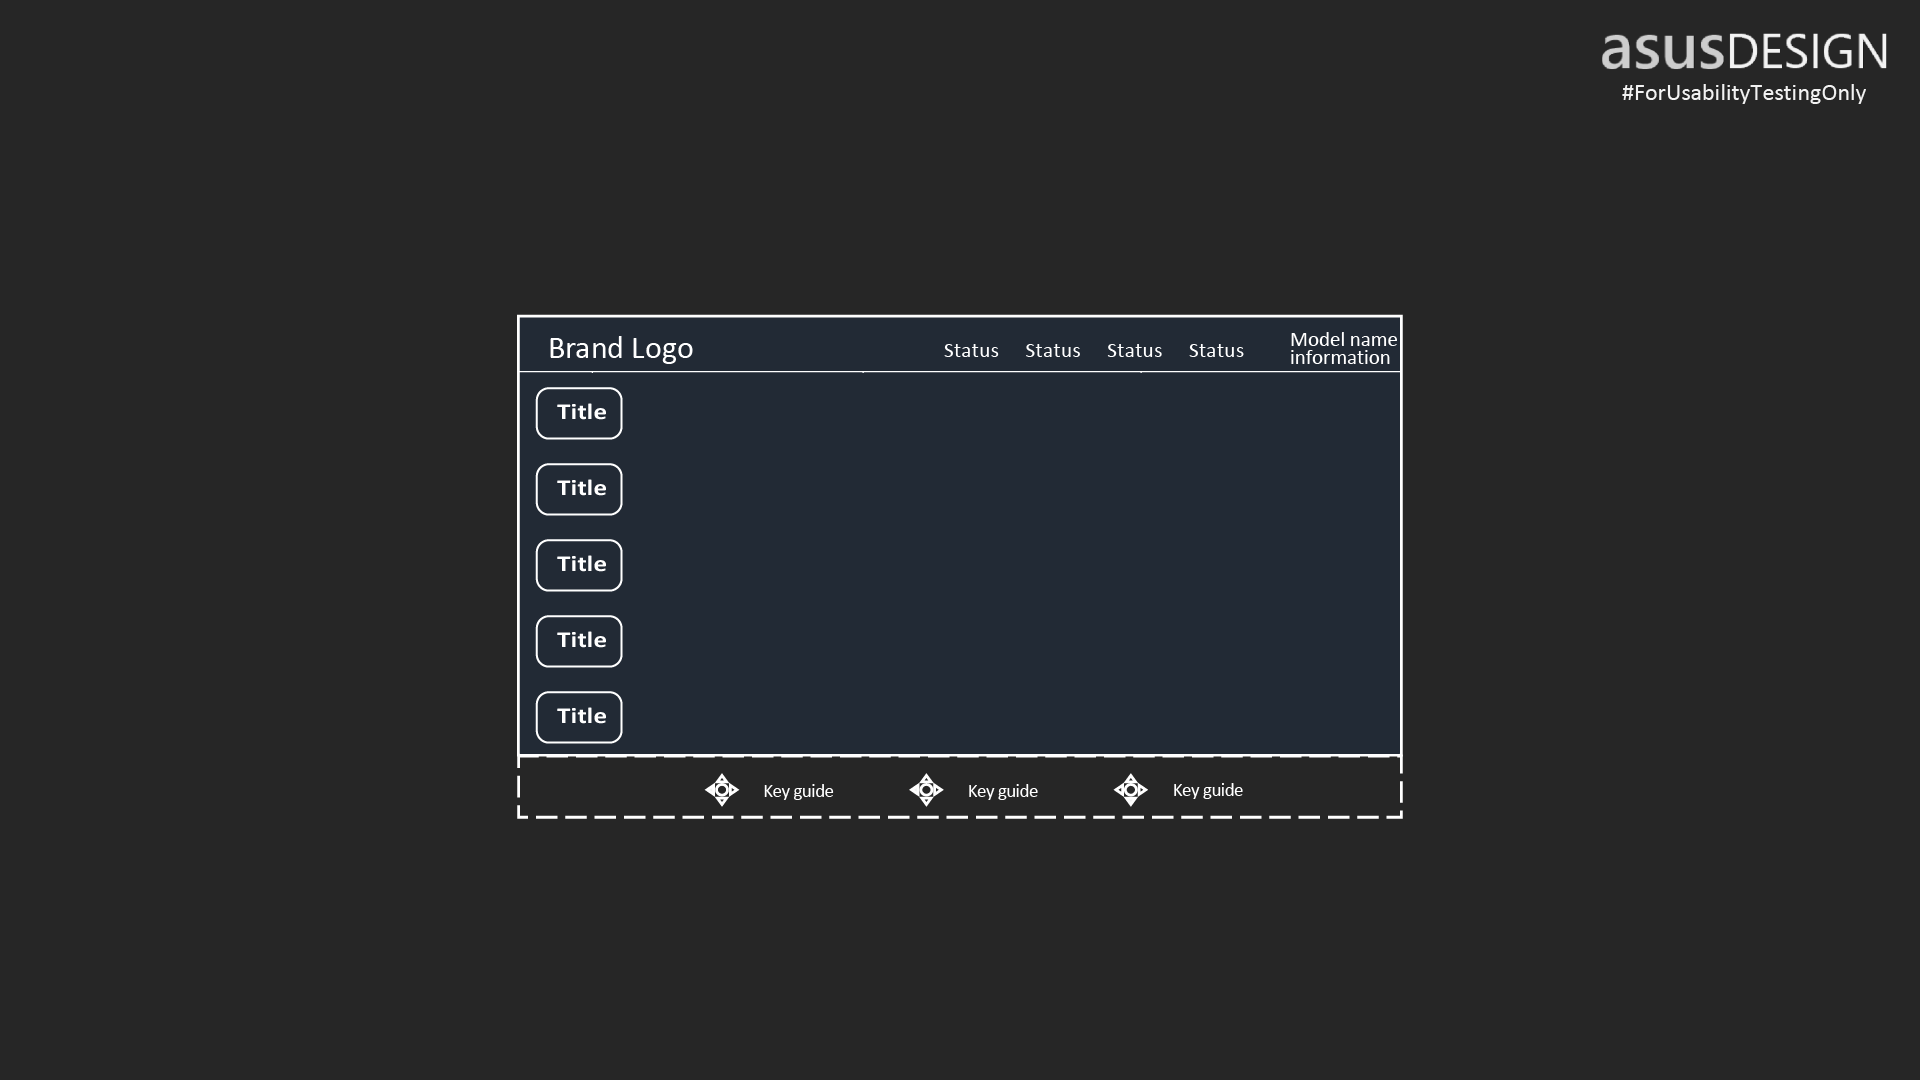 asusDESIGN
#ForUsabilityTestingOnly
Brand Logo
Status Status Status Status
Model name
information
Title
Title
Title
Title
Title
Key guide Key guide Key guide